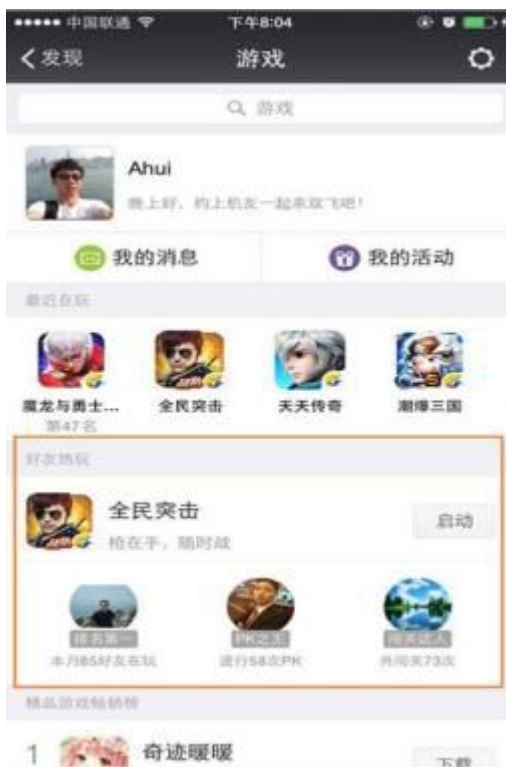 中国联通
下午8:04
发现
游戏
游戏
Ahui
晚上好，约上机友一起来双飞吧！
我的消息
我的活动
最近在玩
魔龙与勇士...
全民突击
天天传奇
潮爆三国
第47名
好友热玩
全民突击
启动
枪在手，随时战
排名第一
PK之王
闯关达人
本月85好友在玩
进行58次PK
共闯关73次
精品游戏畅销榜
1
奇迹暖暖
下载